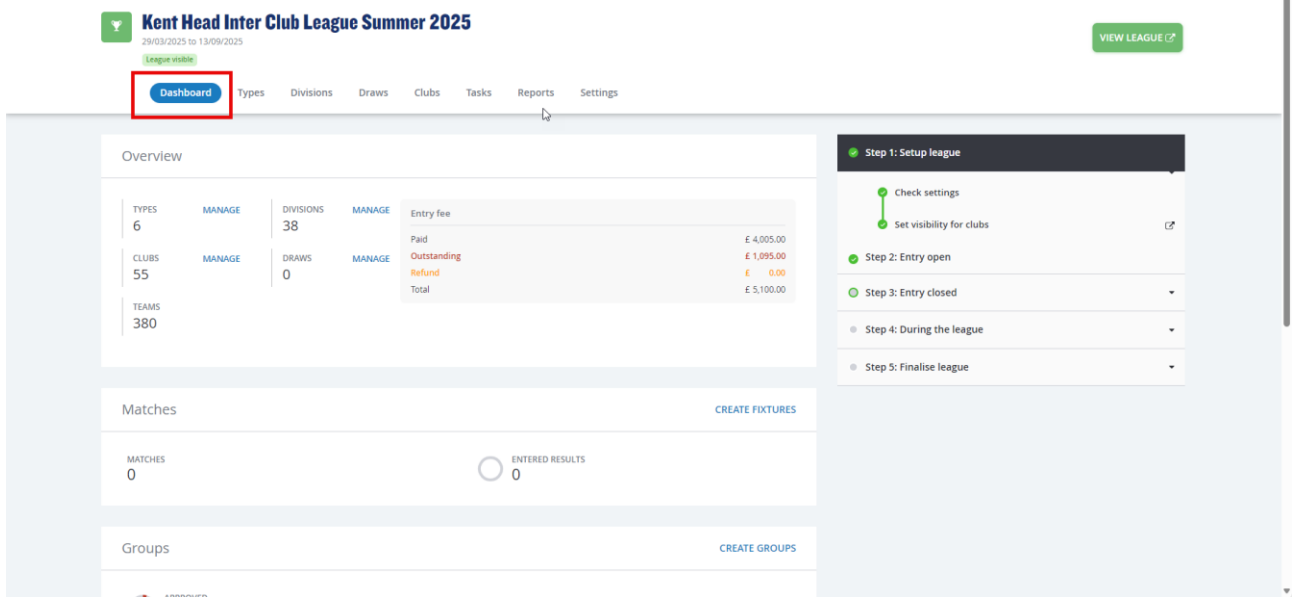 Kent Head Inter Club League Summer 2025
29/03/2025 to 13/09/2025
League visible
VIEW LEAGUE
Dashboard Types Divisions Draws Clubs Tasks Reports Settings
Overview
TYPES MANAGE
6
DIVISIONS MANAGE
38
CLUBS MANAGE
55
DRAWS MANAGE
0
TEAMS
380
Entry fee
Paid £ 4,005.00
Outstanding £ 1,095.00
Refund £ 0.00
Total £ 5,100.00
Step 1: Setup league
Check settings
Set visibility for clubs
Step 2: Entry open
Step 3: Entry closed
Step 4: During the league
Step 5: Finalise league
Matches CREATE FIXTURES
MATCHES
0
ENTERED RESULTS
0
Groups CREATE GROUPS